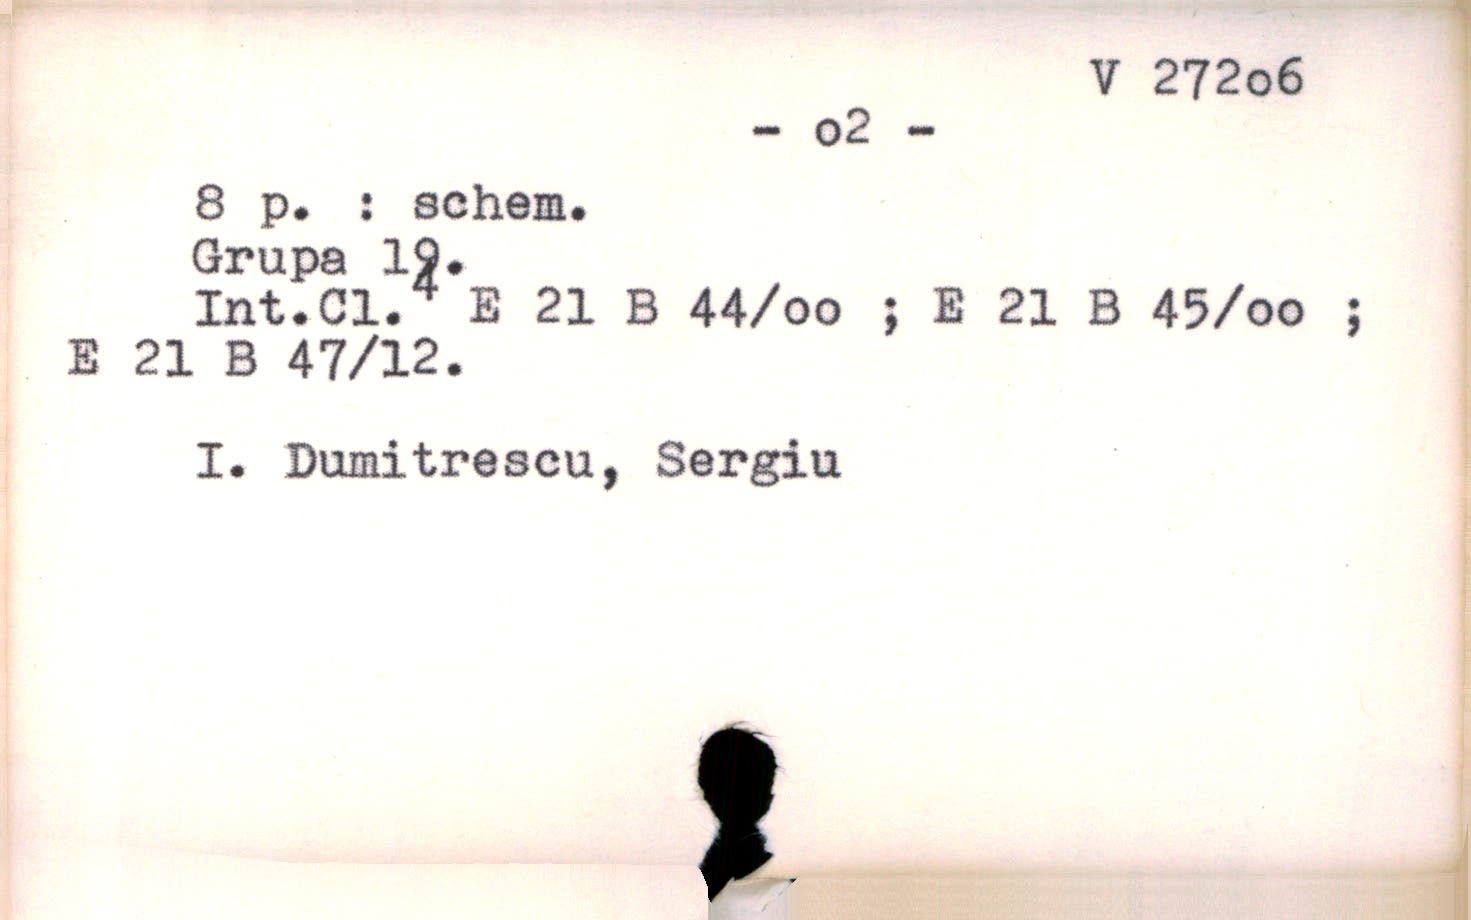 V 272o6
- o2 -
8 p. : schem.
Grupa 19.
Int.Cl.⁴ E 21 B 44/oo ; E 21 B 45/oo ;
E 21 B 47/12.
I. Dumitrescu, Sergiu